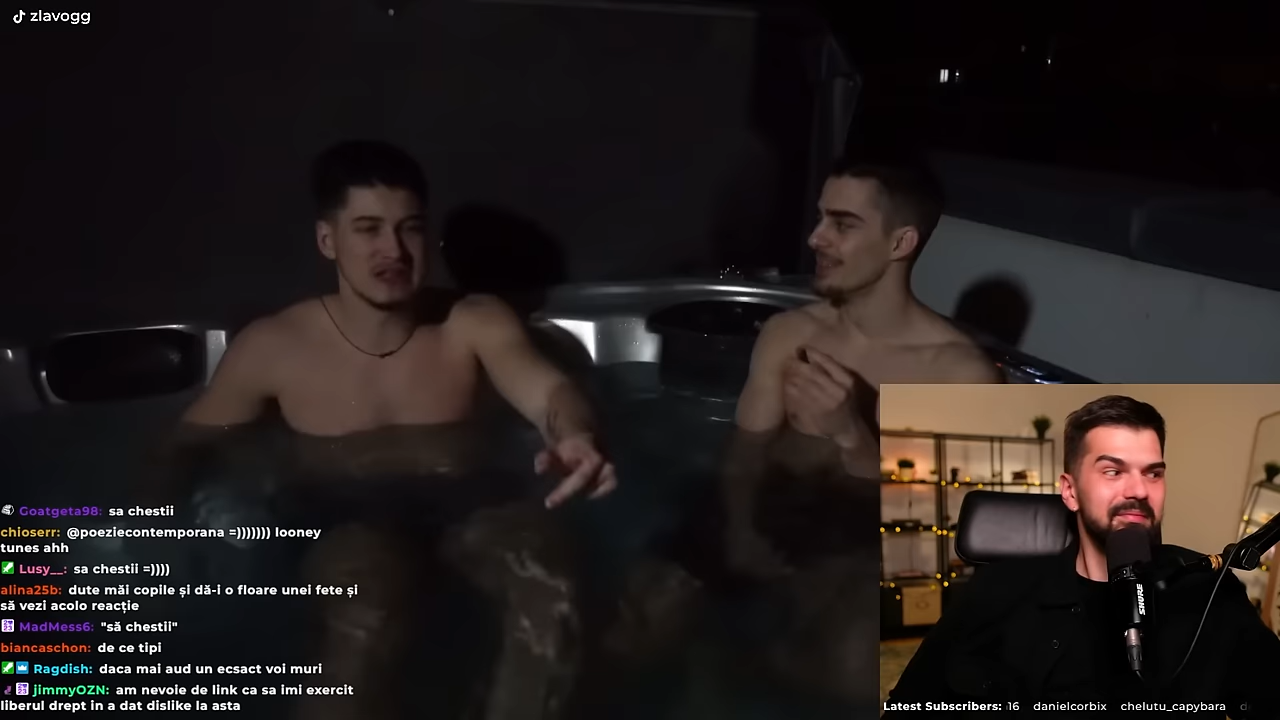 zlavogg
Goatgeta98: sa chestii
chioserr: @poeziecontemporana =))))))) looney
tunes ahh
Lusy__: sa chestii =))))
alina25b: dute măi copile și dă-i o floare unei fete și
să vezi acolo reacție
MadMess6: "să chestii"
biancaschon: de ce tipi
Ragdish: daca mai aud un ecsact voi muri
jimmyOZN: am nevoie de link ca sa imi exercit
liberul drept in a dat dislike la asta
SHURE
Latest Subscribers: 16 danielcorbix chelutu_capybara